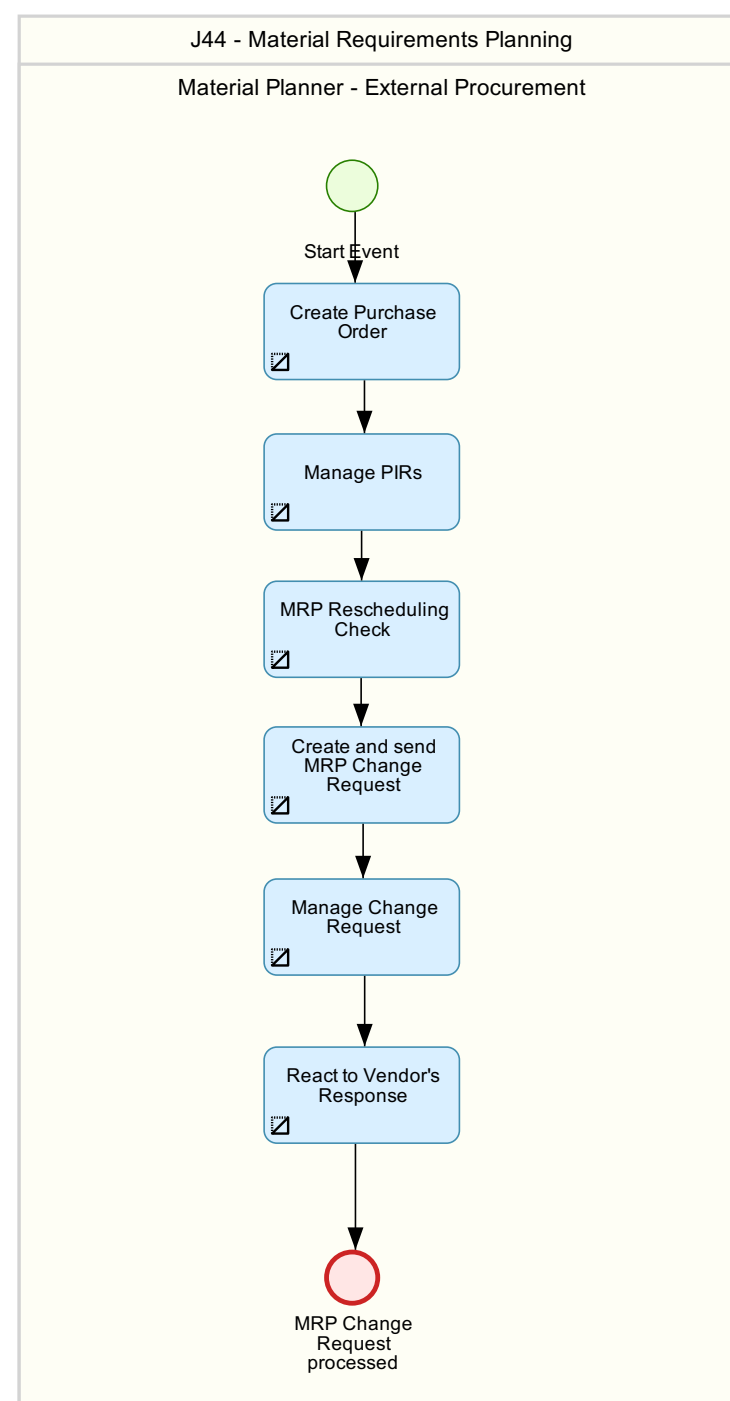 J44 - Material Requirements Planning
Material Planner - External Procurement
Start Event
Create Purchase
Order
Manage PIRs
MRP Rescheduling
Check
Create and send
MRP Change
Request
Manage Change
Request
React to Vendor's
Response
MRP Change
Request
processed